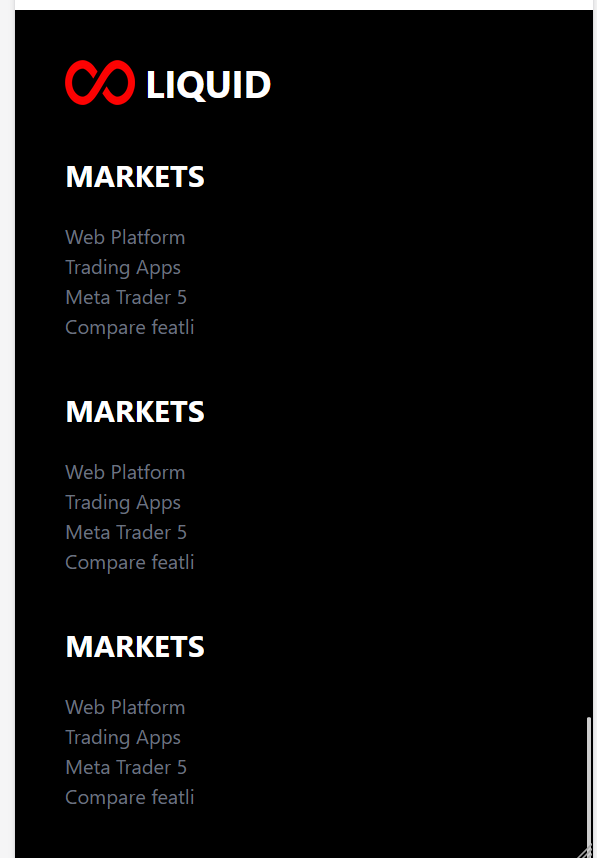 LIQUID
MARKETS
Web Platform
Trading Apps
Meta Trader 5
Compare featli
MARKETS
Web Platform
Trading Apps
Meta Trader 5
Compare featli
MARKETS
Web Platform
Trading Apps
Meta Trader 5
Compare featli